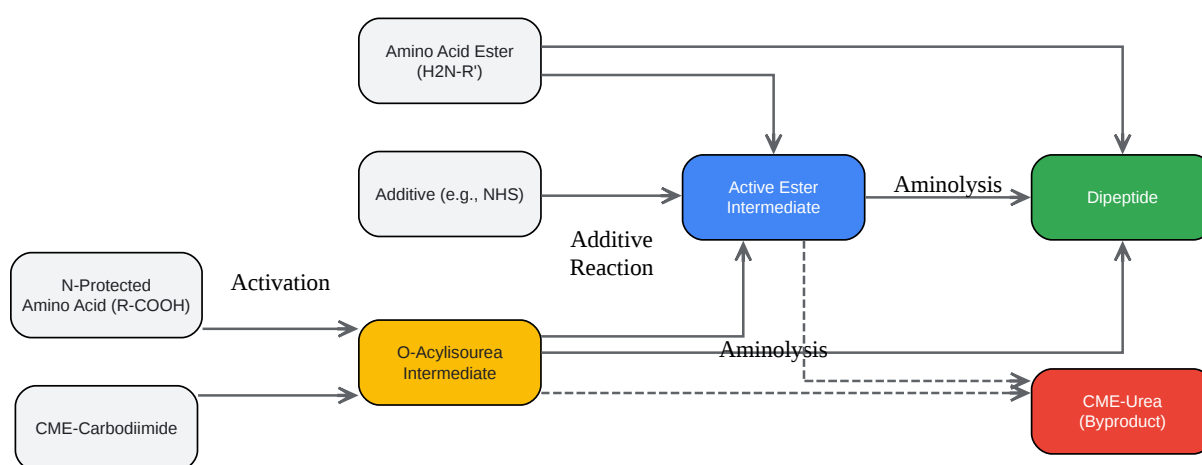 Amino Acid Ester
(H2N-R')
Additive (e.g., NHS)
Active Ester
Intermediate
Aminolysis
Dipeptide
Additive
Reaction
N-Protected
Amino Acid (R-COOH)
Activation
O-Acylisourea
Intermediate
Aminolysis
CME-Carbodiimide
CME-Urea
(Byproduct)